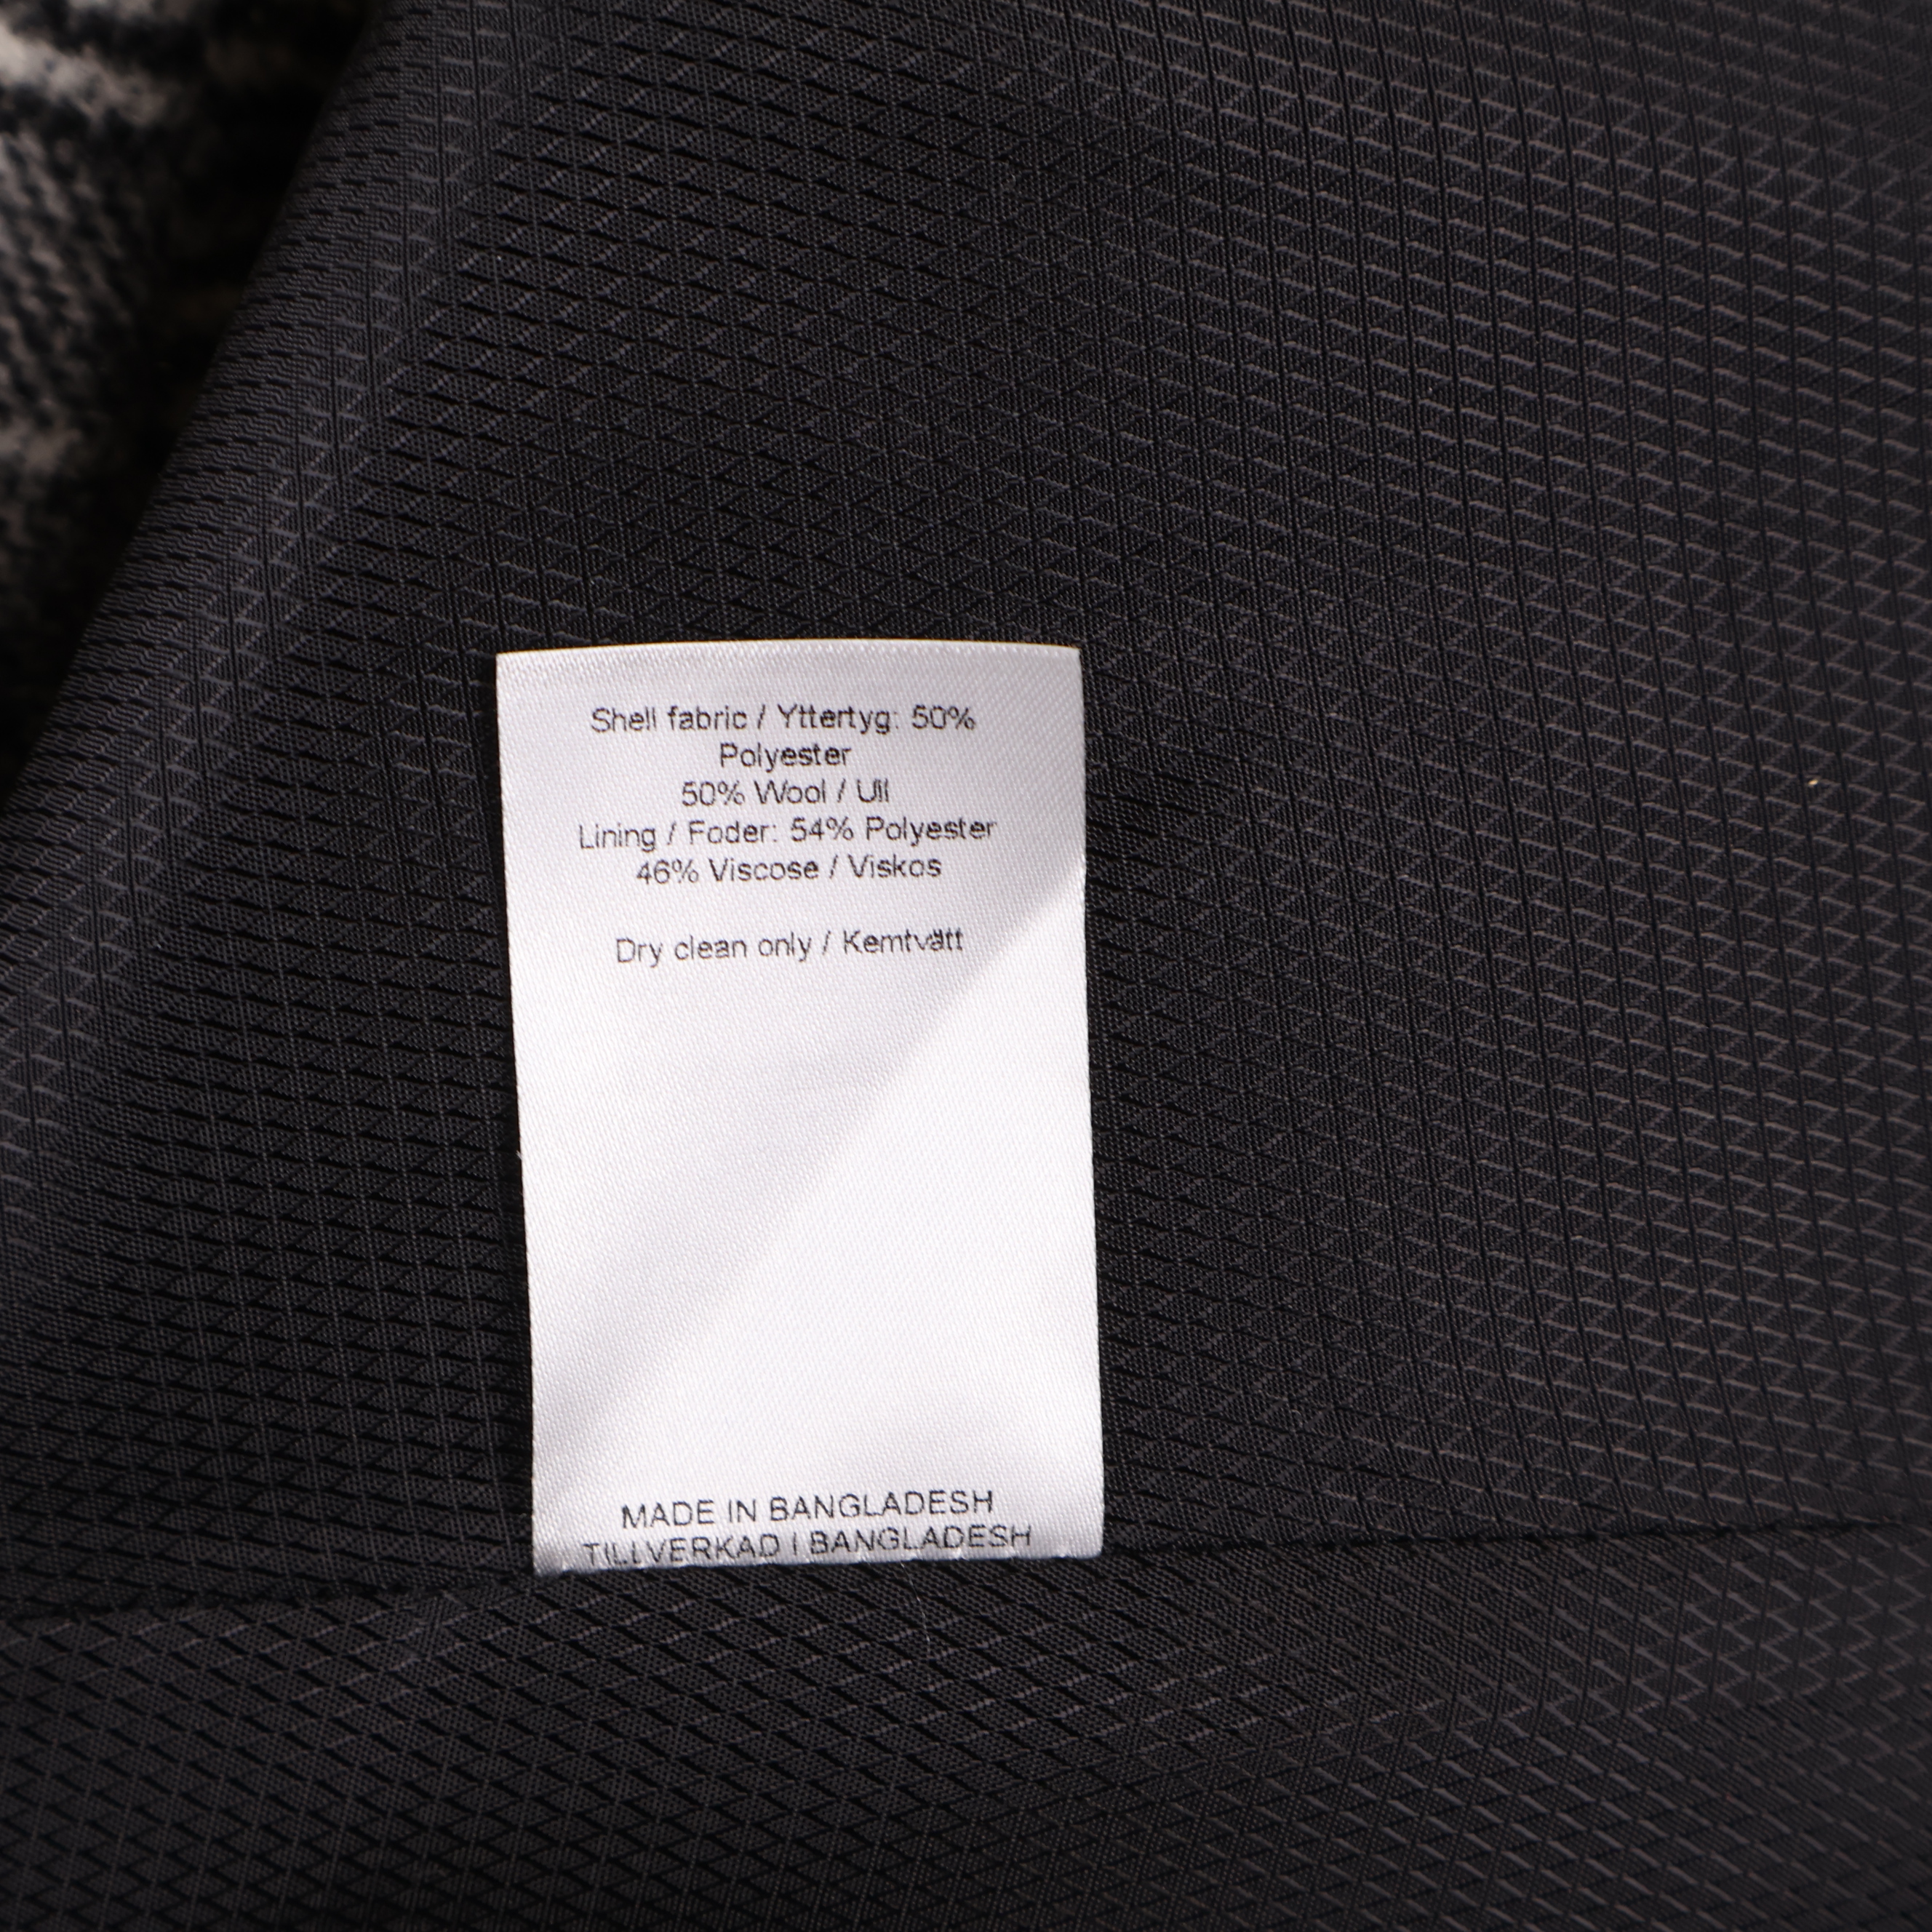 Shell fabric / Yttertyg: 50%
Polyester
50% Wool / Ull
Lining / Foder: 54% Polyester
46% Viscose / Viskos
Dry clean only / Kemtvätt
MADE IN BANGLADESH
TILLVERKAD I BANGLADESH